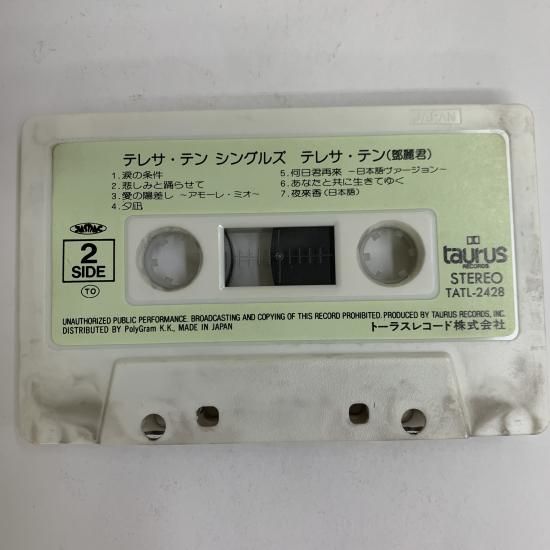 JAPAN
テレサ・テン シングルズ テレサ・テン(鄧麗君)
1.涙の条件
2.悲しみと踊らせて
3.愛の陽差し ～アモーレ・ミオ～
4.夕凪
5.何日君再來 －日本語ヴァージョン－
6.あなたと共に生きてゆく
7.夜來香(日本語)
2
SIDE
TO
taurus
RECORDS
STEREO
TATL-2428
UNAUTHORIZED PUBLIC PERFORMANCE, BROADCASTING AND COPYING OF THIS RECORD PROHIBITED. PRODUCED BY TAURUS RECORDS, INC.
DISTRIBUTED BY PolyGram K.K., MADE IN JAPAN
トーラスレコード株式会社